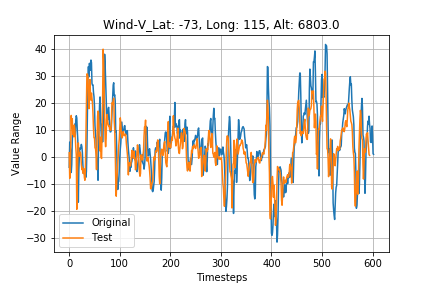 Wind-V_Lat: -73, Long: 115, Alt: 6803.0
Value Range
40
30
20
10
0
−10
−20
−30
Original
Test
0 100 200 300 400 500 600
Timesteps